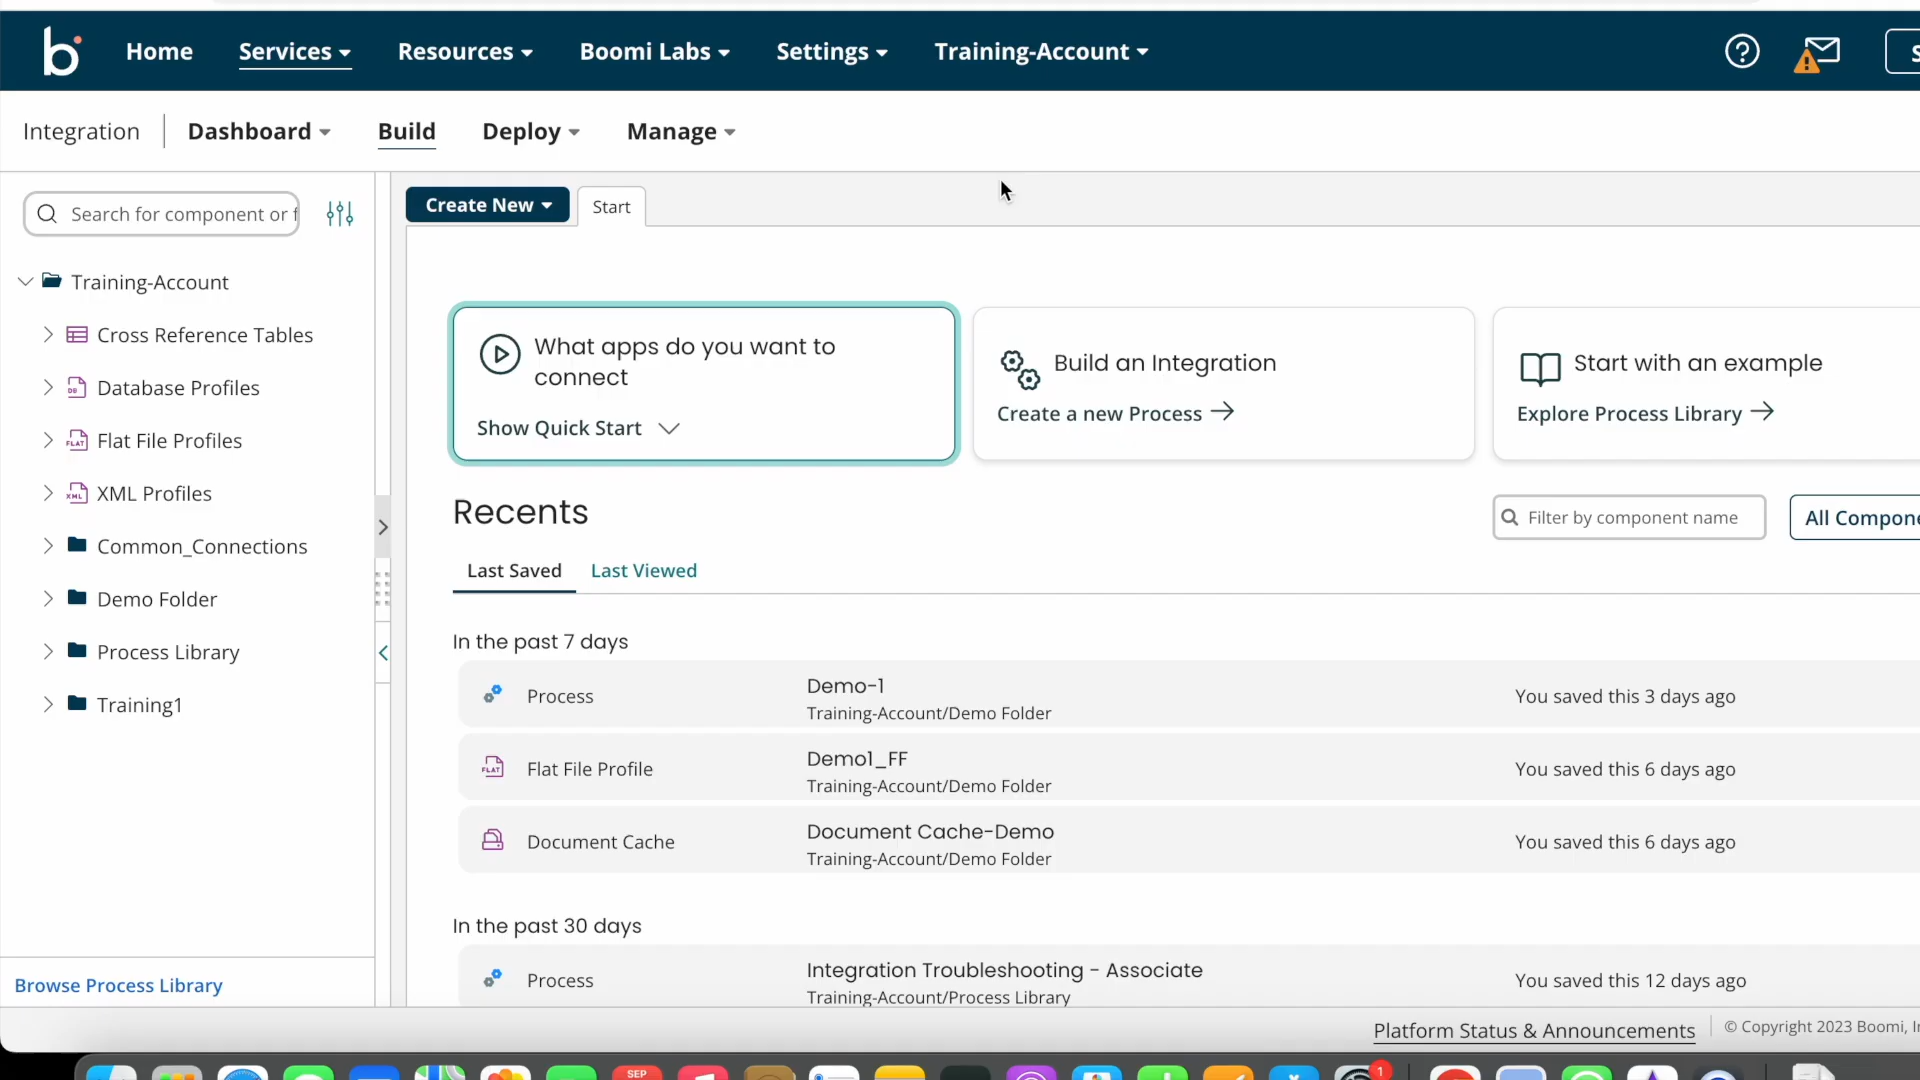 b Home Services Resources Boomi Labs Settings Training-Account
Integration Dashboard Build Deploy Manage
Search for component or f
Create New Start
Training-Account
Cross Reference Tables
Database Profiles
Flat File Profiles
XML Profiles
Common_Connections
Demo Folder
Process Library
Training1
Browse Process Library
What apps do you want to
connect
Show Quick Start
Build an Integration
Create a new Process
Start with an example
Explore Process Library
Recents
Filter by component name
All Compone
Last Saved Last Viewed
In the past 7 days
Process Demo-1 You saved this 3 days ago
Training-Account/Demo Folder
FLAT Flat File Profile Demo1_FF You saved this 6 days ago
Training-Account/Demo Folder
Document Cache Document Cache-Demo You saved this 6 days ago
Training-Account/Demo Folder
In the past 30 days
Process Integration Troubleshooting - Associate You saved this 12 days ago
Training-Account/Process Library
Platform Status & Announcements © Copyright 2023 Boomi, In
SEP
1